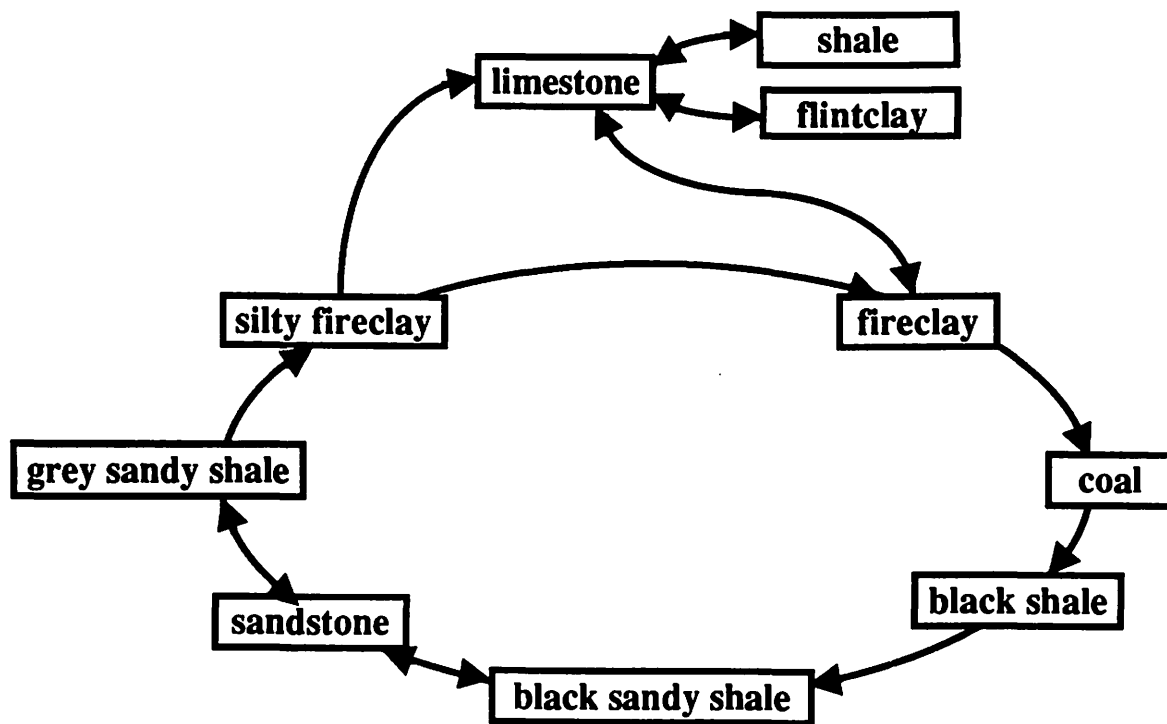 shale
limestone
flintclay
silty fireclay
fireclay
grey sandy shale
coal
black shale
sandstone
black sandy shale